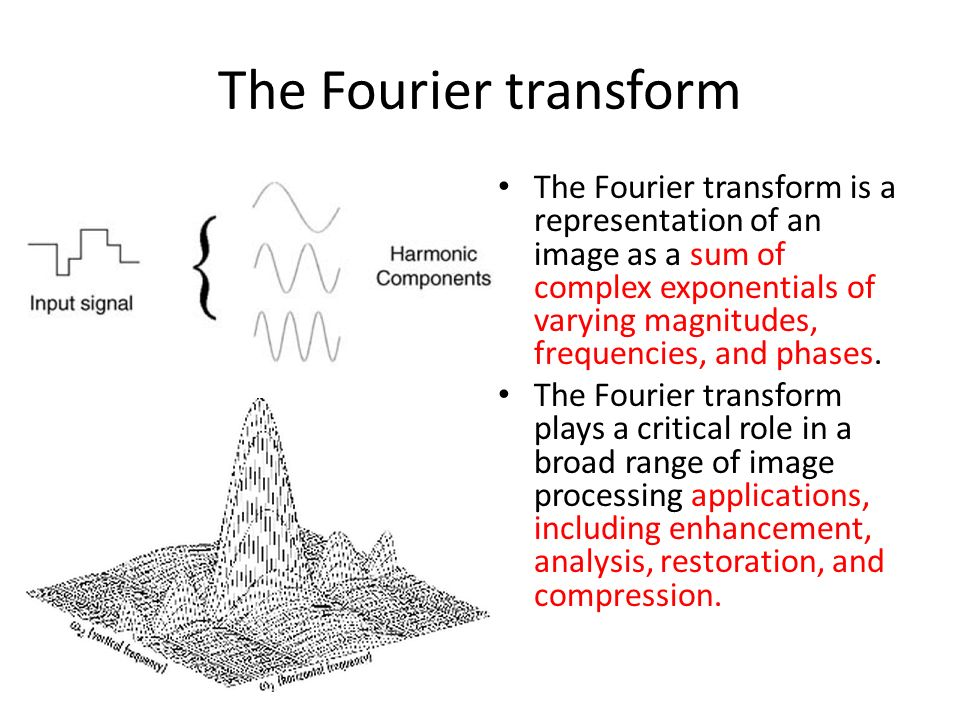 The Fourier transform
Input signal
Harmonic
Components
• The Fourier transform is a
representation of an
image as a sum of
complex exponentials of
varying magnitudes,
frequencies, and phases.
• The Fourier transform
plays a critical role in a
broad range of image
processing applications,
including enhancement,
analysis, restoration, and
compression.
ω₂ (vertical frequency)
ω₁ (horizontal frequency)